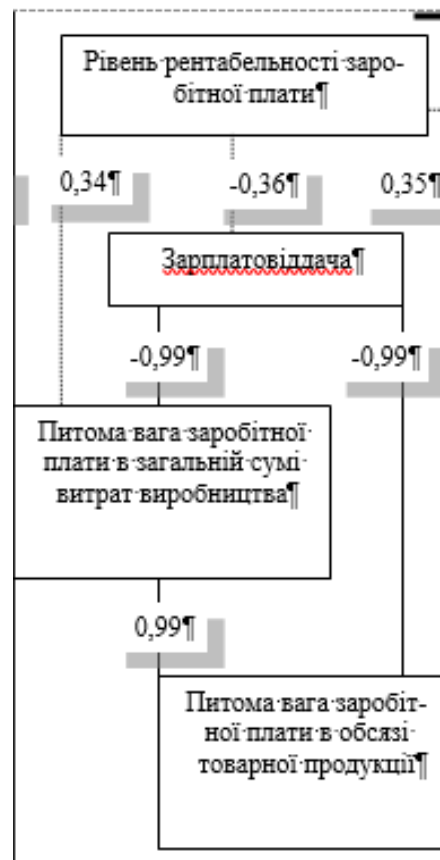 Рівень·рентабельності·заро-
бітної·плати¶
0,34¶ -0,36¶ 0,35¶
Зарплатовіддача¶
-0,99¶ -0,99¶
Питома·вага·заробітної·
плати·в·загальній·сумі·
витрат·виробництва¶
0,99¶
Питома·вага·заробіт-
ної·плати·в·обсязі·
товарної·продукції¶